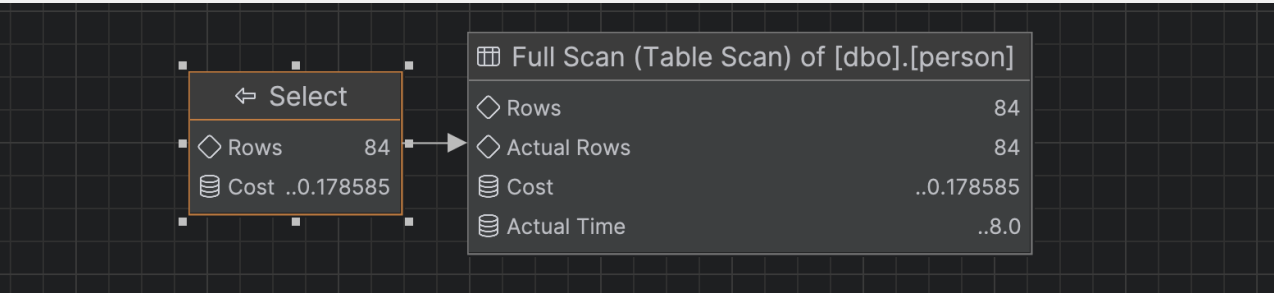 Select
Rows 84
Cost ..0.178585
Full Scan (Table Scan) of [dbo].[person]
Rows 84
Actual Rows 84
Cost ..0.178585
Actual Time ..8.0